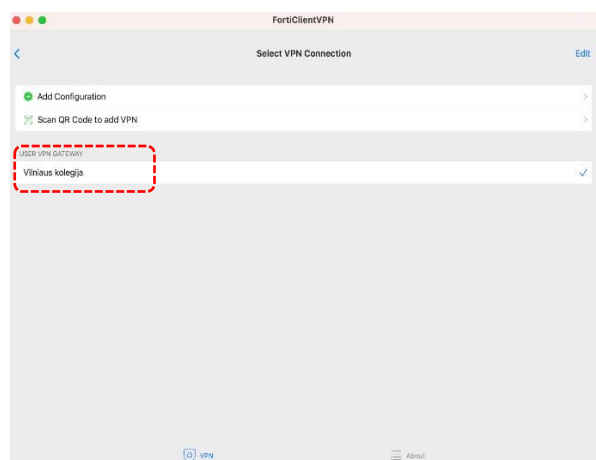 FortiClientVPN
Select VPN Connection
Edit
Add Configuration
Scan QR Code to add VPN
USER VPN GATEWAY
Vilniaus kolegija
VPN
About